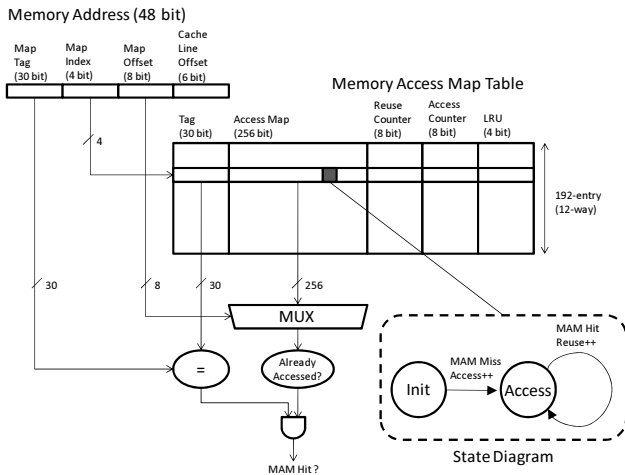 Memory Address (48 bit)
Map
Tag
(30 bit)
Map
Index
(4 bit)
Map
Offset
(8 bit)
Cache
Line
Offset
(6 bit)
Memory Access Map Table
Tag
(30 bit)
Access Map
(256 bit)
Reuse
Counter
(8 bit)
Access
Counter
(8 bit)
LRU
(4 bit)
4
192-entry
(12-way)
30
8
30
256
MUX
=
Already
Accessed?
MAM Hit ?
Init
MAM Miss
Access++
Access
MAM Hit
Reuse++
State Diagram